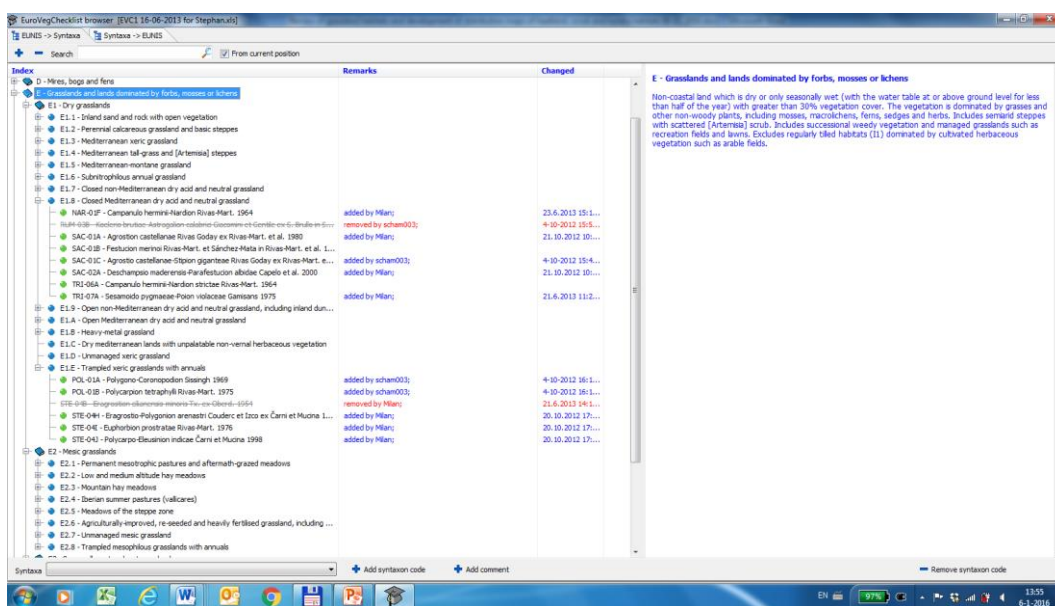 EuroVegChecklist browser [EVC1 16-06-2013 for Stephan.xls]
EUNIS -> Syntaxa Syntaxa -> EUNIS
Search From current position
Index Remarks Changed
D - Mires, bogs and fens
E - Grasslands and lands dominated by forbs, mosses or lichens
E1 - Dry grasslands
E1.1 - Inland sand and rock with open vegetation
E1.2 - Perennial calcareous grassland and basic steppes
E1.3 - Mediterranean xeric grassland
E1.4 - Mediterranean tall-grass and [Artemisia] steppes
E1.5 - Mediterranean-montane grassland
E1.6 - Subnitrophilous annual grassland
E1.7 - Closed non-Mediterranean dry acid and neutral grassland
E1.8 - Closed Mediterranean dry acid and neutral grassland
NAR-01F - Campanulo herminii-Nardion Rivas-Mart. 1964 added by Milan; 23.6.2013 15:1...
removed by scham003; 4-10-2012 15:5...
SAC-01A - Agrostion castellanae Rivas Goday ex Rivas-Mart. et al. 1980 added by Milan; 21.10.2012 10:...
SAC-01B - Festucion merinoi Rivas-Mart. et Sánchez-Mata in Rivas-Mart. et al. 1...
SAC-01C - Agrostio castellanae-Stipion giganteae Rivas Goday ex Rivas-Mart. e... added by scham003; 4-10-2012 15:4...
SAC-02A - Deschampsio maderensis-Parafestucion albidae Capelo et al. 2000 added by Milan; 21.10.2012 10:...
TRI-06A - Campanulo herminii-Nardion strictae Rivas-Mart. 1964
TRI-07A - Sesamoido pygmaeae-Poion violaceae Gamisans 1975 added by Milan; 21.6.2013 11:2...
E1.9 - Open non-Mediterranean dry acid and neutral grassland, including inland dun...
E1.A - Open Mediterranean dry acid and neutral grassland
E1.B - Heavy-metal grassland
E1.C - Dry mediterranean lands with unpalatable non-vernal herbaceous vegetation
E1.D - Unmanaged xeric grassland
E1.E - Trampled xeric grasslands with annuals
POL-01A - Polygono-Coronopodion Sissingh 1969 added by scham003; 4-10-2012 16:1...
POL-01B - Polycarpion tetraphylli Rivas-Mart. 1975 added by scham003; 4-10-2012 16:1...
removed by Milan; 21.6.2013 14:1...
STE-04H - Eragrostio-Polygonion arenastri Couderc et Izco ex Čarni et Mucina 1... added by Milan; 20.10.2012 17:...
STE-04I - Euphorbion prostratae Rivas-Mart. 1976 added by Milan; 20.10.2012 17:...
STE-04J - Polycarpo-Eleusinion indicae Čarni et Mucina 1998 added by Milan; 20.10.2012 17:...
E2 - Mesic grasslands
E2.1 - Permanent mesotrophic pastures and aftermath-grazed meadows
E2.2 - Low and medium altitude hay meadows
E2.3 - Mountain hay meadows
E2.4 - Iberian summer pastures (vallicares)
E2.5 - Meadows of the steppe zone
E2.6 - Agriculturally-improved, re-seeded and heavily fertilised grassland, including ...
E2.7 - Unmanaged mesic grassland
E2.8 - Trampled mesophilous grasslands with annuals
E - Grasslands and lands dominated by forbs, mosses or lichens
Non-coastal land which is dry or only seasonally wet (with the water table at or above ground level for less
than half of the year) with greater than 30% vegetation cover. The vegetation is dominated by grasses and
other non-woody plants, including mosses, macrolichens, ferns, sedges and herbs. Includes semiarid steppes
with scattered [Artemisia] scrub. Includes successional weedy vegetation and managed grasslands such as
recreation fields and lawns. Excludes regularly tilled habitats (I1) dominated by cultivated herbaceous
vegetation such as arable fields.
Syntaxa Add syntaxon code Add comment Remove syntaxon code
EN 97% 13:55
6-1-2016